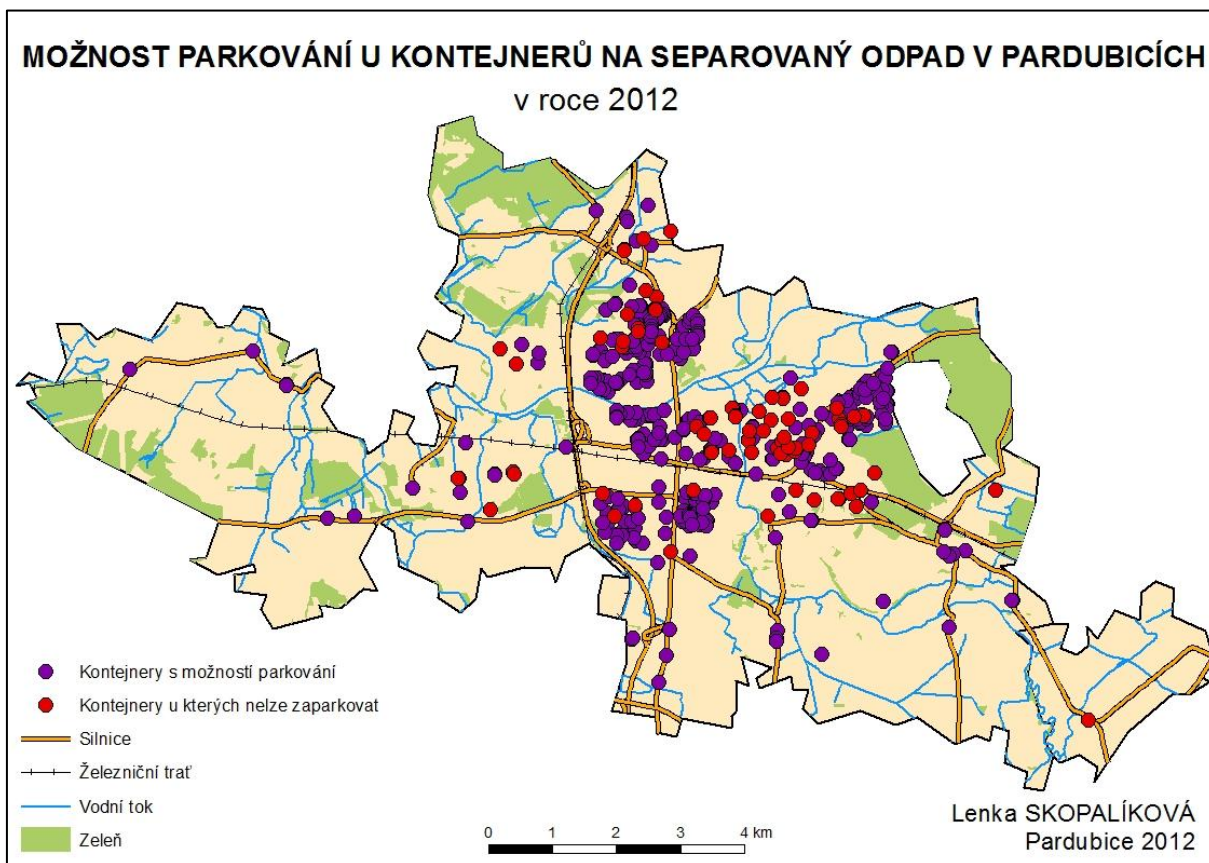 MOŽNOST PARKOVÁNÍ U KONTEJNERŮ NA SEPAROVANÝ ODPAD V PARDUBICÍCH
v roce 2012
Kontejnery s možností parkování
Kontejnery u kterých nelze zaparkovat
Silnice
Železniční trať
Vodní tok
Zeleň
0 1 2 3 4 km
Lenka SKOPALÍKOVÁ
Pardubice 2012